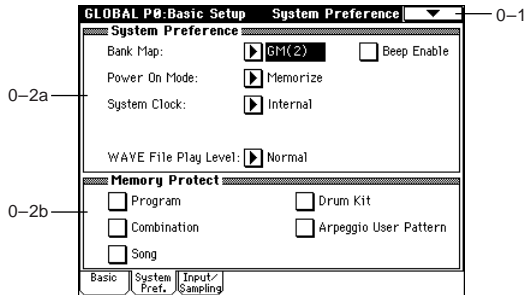 GLOBAL P0:Basic Setup System Preference
0–1
System Preference
Bank Map: GM(2) Beep Enable
Power On Mode: Memorize
0–2a
System Clock: Internal
WAVE File Play Level: Normal
Memory Protect
Program Drum Kit
0–2b
Combination Arpeggio User Pattern
Song
Basic System Pref. Input/Sampling